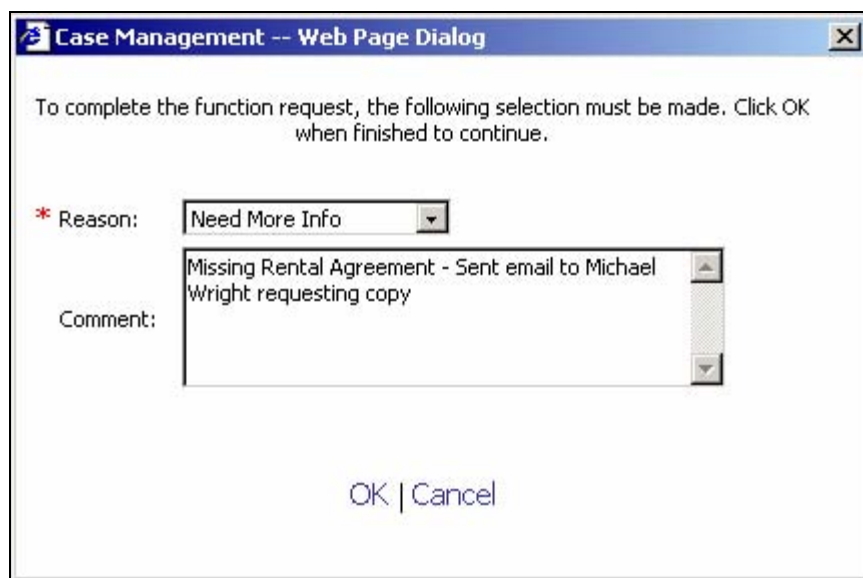 Case Management -- Web Page Dialog
To complete the function request, the following selection must be made. Click OK
when finished to continue.
* Reason: Need More Info
Missing Rental Agreement - Sent email to Michael
Wright requesting copy
Comment:
OK | Cancel